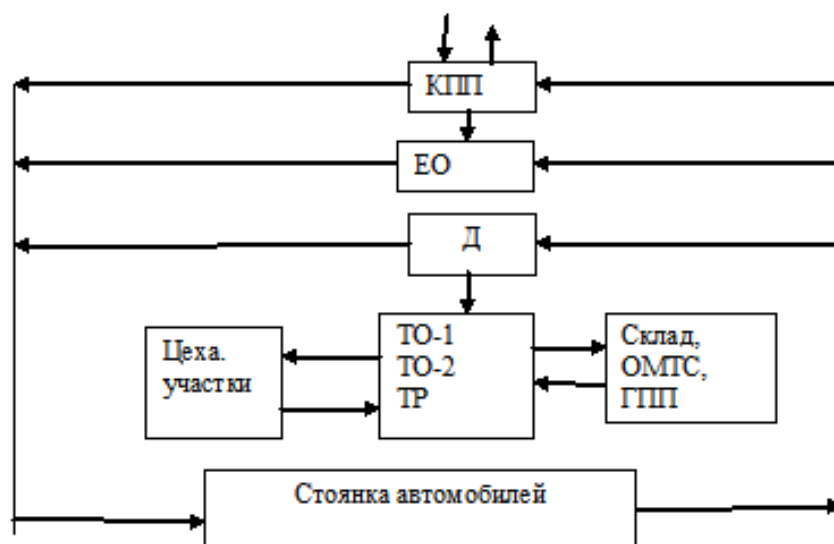 КПП
ЕО
Д
Цеха.
участки
ТО-1
ТО-2
ТР
Склад,
ОМТС,
ГПП
Стоянка автомобилей